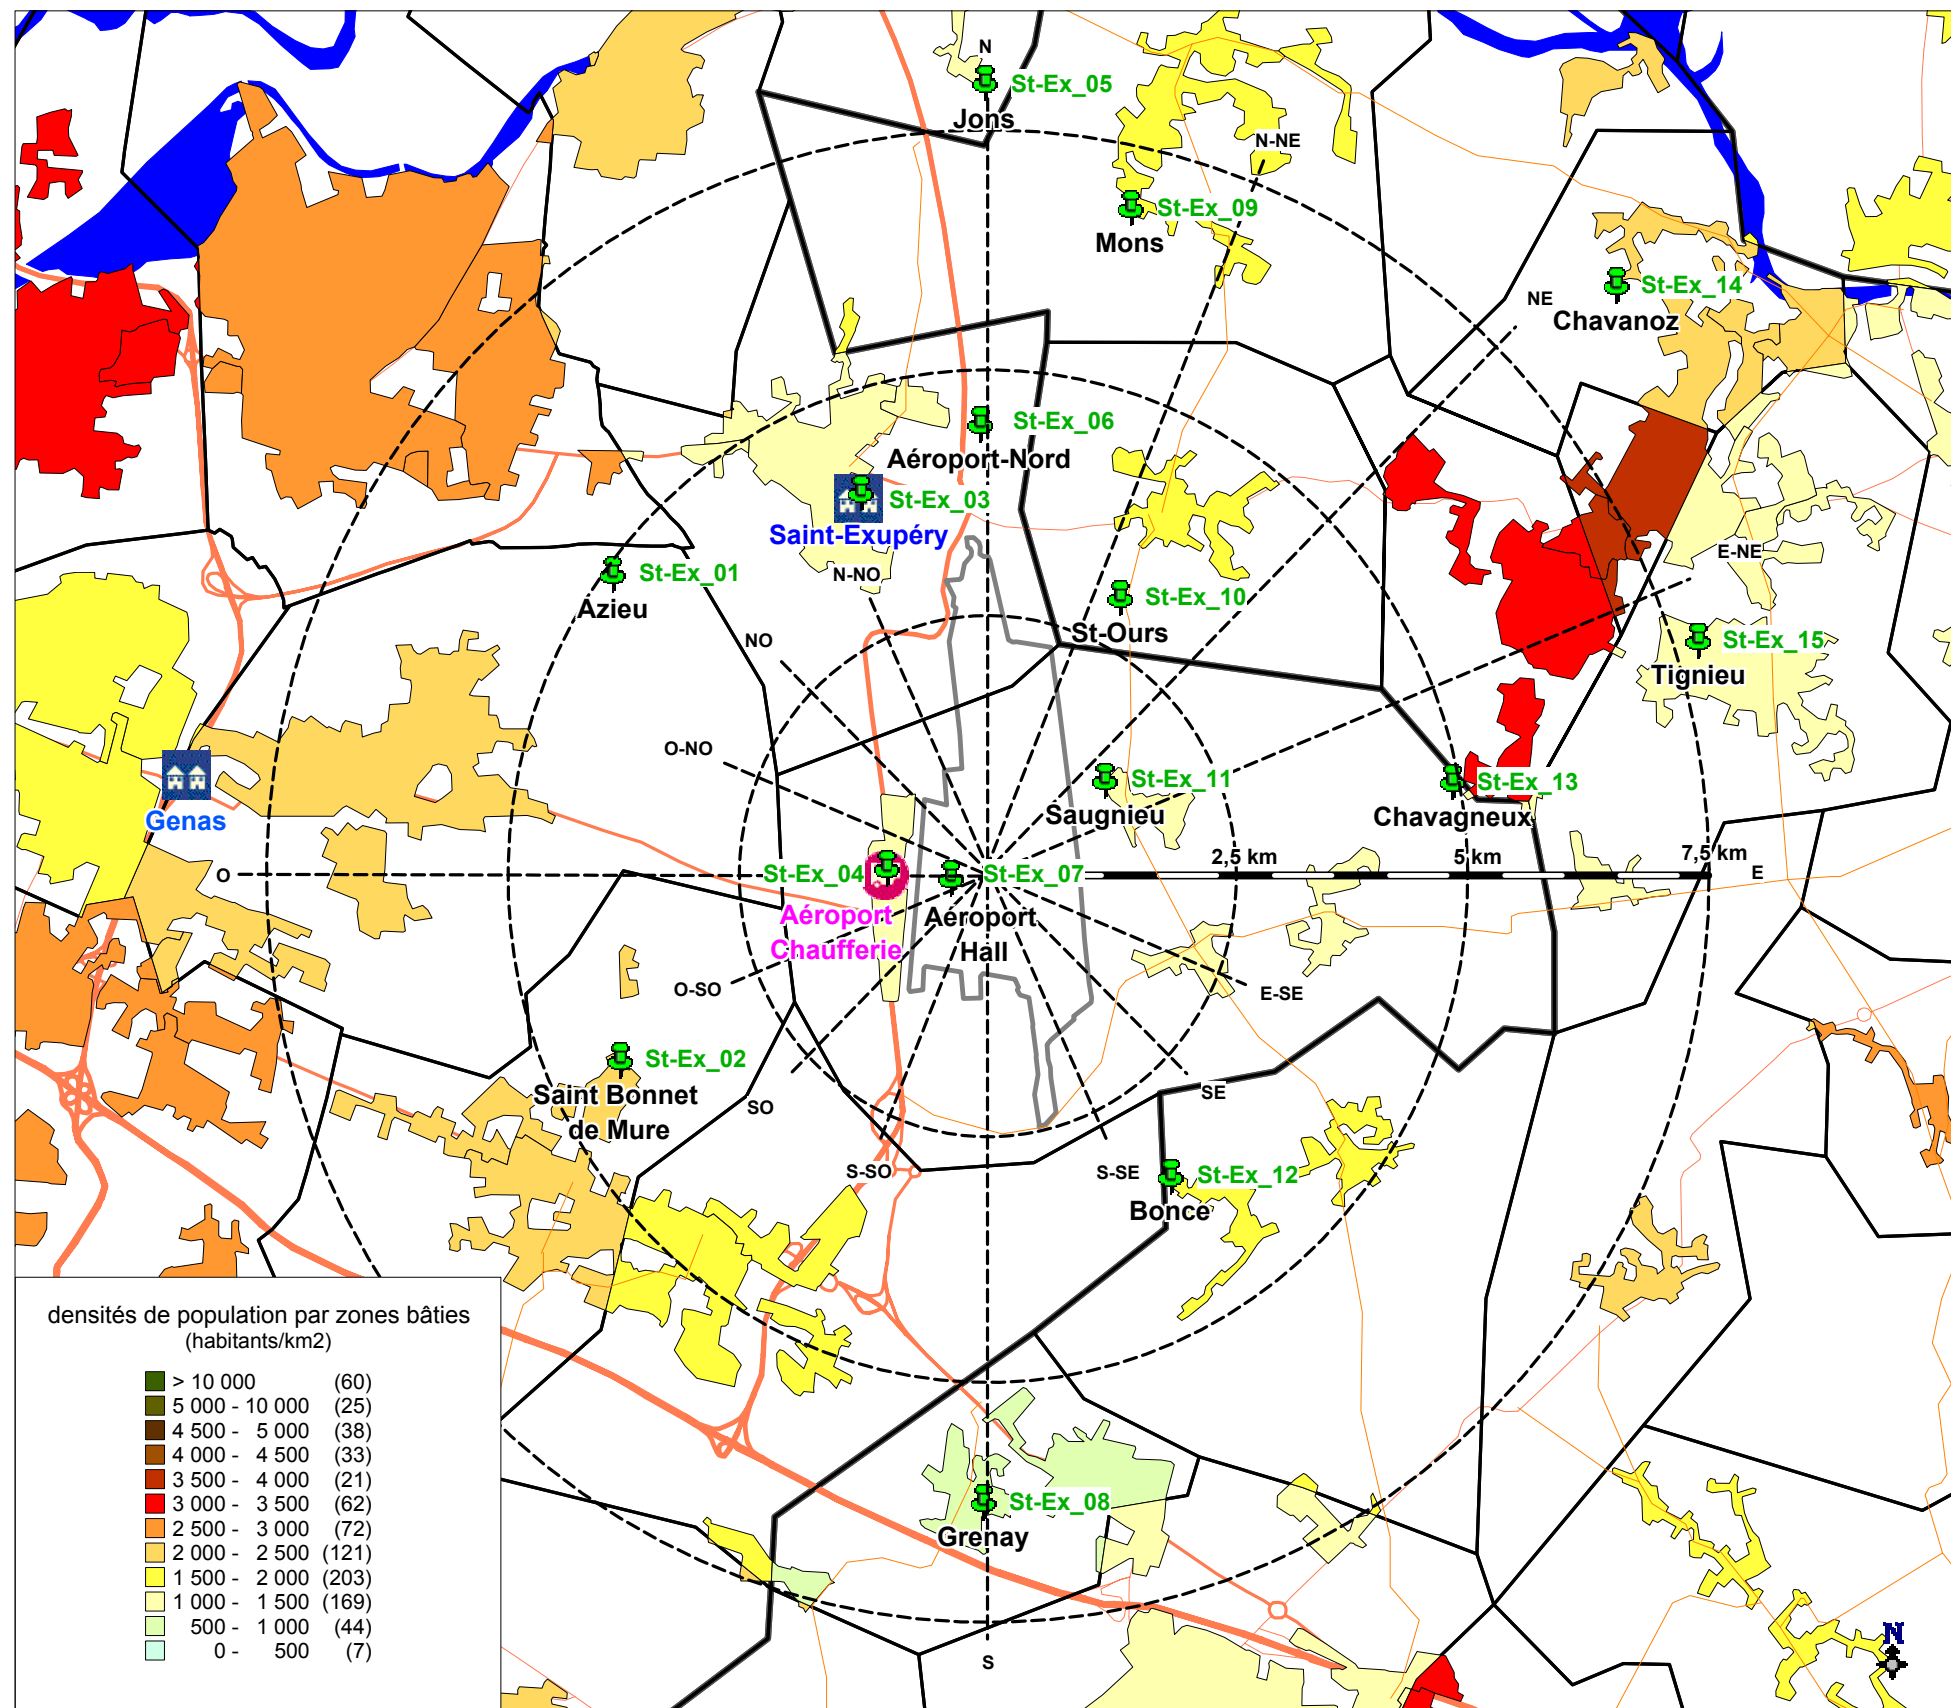 N
St-Ex_05
Jons
N-NE
St-Ex_09
Mons
St-Ex_14
NE
Chavanoz
St-Ex_06
Aéroport-Nord
St-Ex_03
Saint-Exupéry
E-NE
N-NO
St-Ex_01
Azieu
St-Ex_10
St-Ours
NO
St-Ex_15
Tignieu
O-NO
St-Ex_11
Saugnieu
St-Ex_13
Chavagneux
Genas
2,5 km
5 km
7,5 km
E
O
St-Ex_04
St-Ex_07
Aéroport
Chaufferie
Aéroport
Hall
O-SO
E-SE
St-Ex_02
Saint Bonnet
de Mure
SO
SE
S-SO
S-SE
St-Ex_12
Bonce
densités de population par zones bâties
(habitants/km2)
> 10 000 (60)
5 000 - 10 000 (25)
4 500 - 5 000 (38)
4 000 - 4 500 (33)
3 500 - 4 000 (21)
3 000 - 3 500 (62)
2 500 - 3 000 (72)
2 000 - 2 500 (121)
1 500 - 2 000 (203)
1 000 - 1 500 (169)
500 - 1 000 (44)
0 - 500 (7)
St-Ex_08
Grenay
S
N